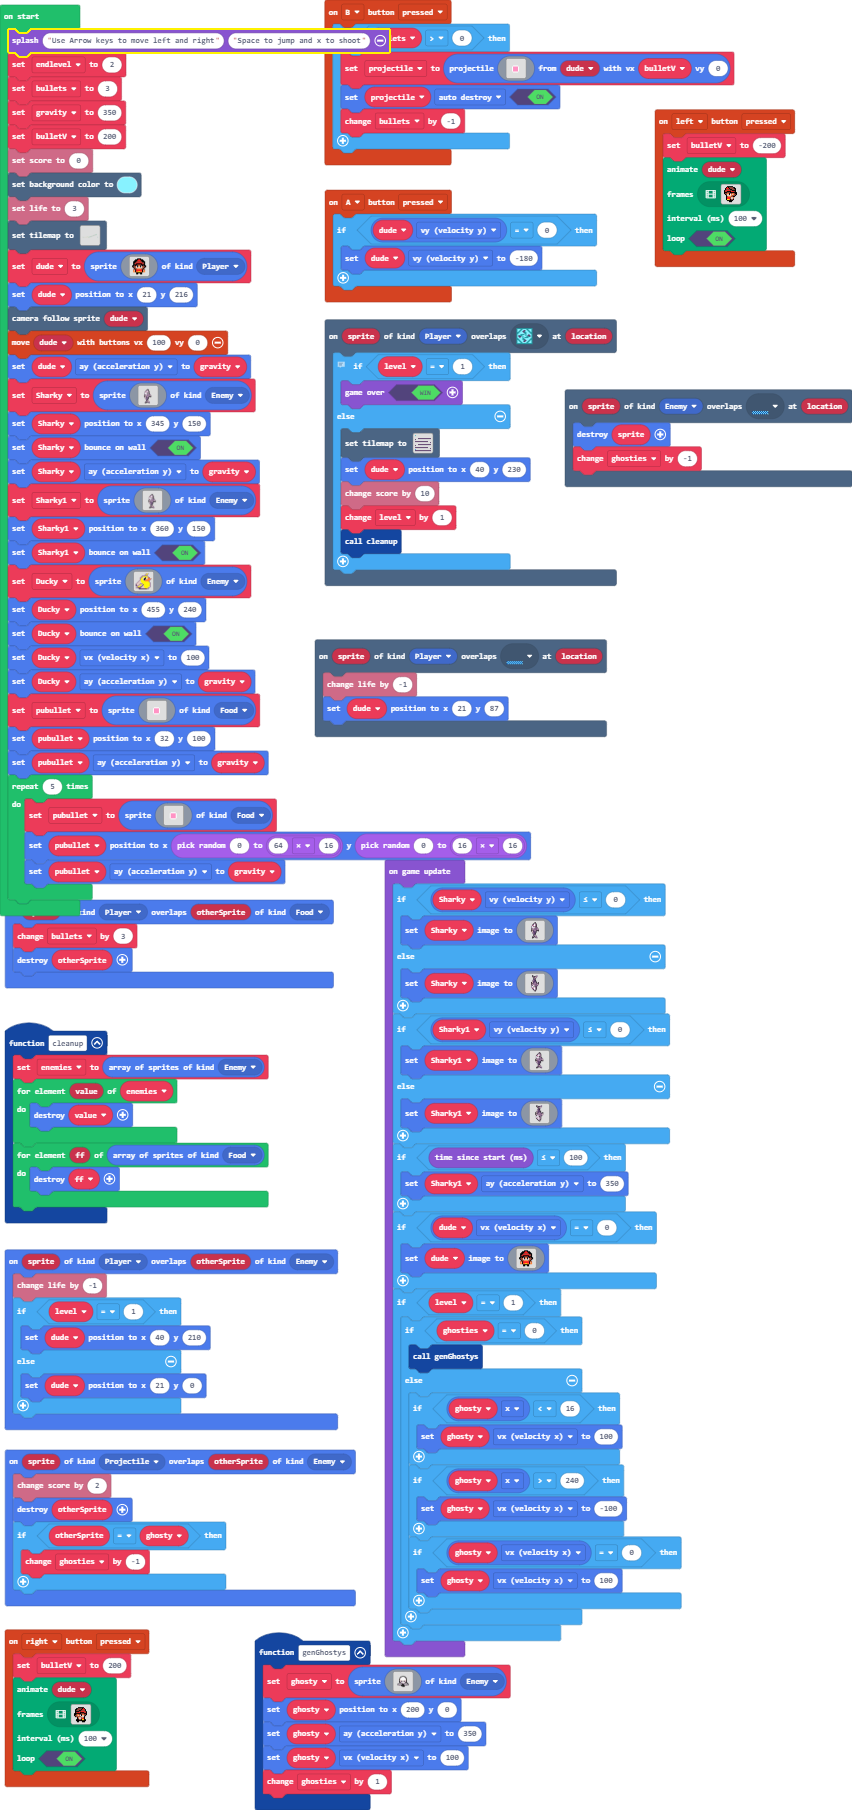 on start
splash "Use Arrow keys to move left and right" "Space to jump and x to shoot"
set endlevel to 2
set bullets to 3
set gravity to 350
set bulletV to 200
set score to 0
set background color to
set life to 3
set tilemap to
set dude to sprite of kind Player
set dude position to x 21 y 216
camera follow sprite dude
move dude with buttons vx 100 vy 0
set dude ay (acceleration y) to gravity
set Sharky to sprite of kind Enemy
set Sharky position to x 345 y 150
set Sharky bounce on wall ON
set Sharky ay (acceleration y) to gravity
set Sharky1 to sprite of kind Enemy
set Sharky1 position to x 360 y 150
set Sharky1 bounce on wall ON
set Ducky to sprite of kind Enemy
set Ducky position to x 455 y 240
set Ducky bounce on wall ON
set Ducky vx (velocity x) to 100
set Ducky ay (acceleration y) to gravity
set pubullet to sprite of kind Food
set pubullet position to x 32 y 100
set pubullet ay (acceleration y) to gravity
repeat 5 times
do
set pubullet to sprite of kind Food
set pubullet position to x pick random 0 to 64 × 16 y pick random 0 to 16 × 16
set pubullet ay (acceleration y) to gravity
kind Player overlaps otherSprite of kind Food
change bullets by 3
destroy otherSprite
function cleanup
set enemies to array of sprites of kind Enemy
for element value of enemies
do
destroy value
for element ff of array of sprites of kind Food
do
destroy ff
on sprite of kind Player overlaps otherSprite of kind Enemy
change life by -1
if level = 1 then
set dude position to x 40 y 210
else
set dude position to x 21 y 0
on sprite of kind Projectile overlaps otherSprite of kind Enemy
change score by 2
destroy otherSprite
if otherSprite = ghosty then
change ghosties by -1
on right button pressed
set bulletV to 200
animate dude
frames
interval (ms) 100
loop ON
on B button pressed
ets > 0 then
set projectile to projectile from dude with vx bulletV vy 0
set projectile auto destroy ON
change bullets by -1
on left button pressed
set bulletV to -200
animate dude
frames
interval (ms) 100
loop ON
on A button pressed
if dude vy (velocity y) = 0 then
set dude vy (velocity y) to -180
on sprite of kind Player overlaps at location
if level = 1 then
game over WIN
else
set tilemap to
set dude position to x 40 y 230
change score by 10
change level by 1
call cleanup
on sprite of kind Enemy overlaps at location
destroy sprite
change ghosties by -1
on sprite of kind Player overlaps at location
change life by -1
set dude position to x 21 y 87
on game update
if Sharky vy (velocity y) ≤ 0 then
set Sharky image to
else
set Sharky image to
if Sharky1 vy (velocity y) ≤ 0 then
set Sharky1 image to
else
set Sharky1 image to
if time since start (ms) ≤ 100 then
set Sharky1 ay (acceleration y) to 350
if dude vx (velocity x) = 0 then
set dude image to
if level = 1 then
if ghosties = 0 then
call genGhostys
else
if ghosty x < 16 then
set ghosty vx (velocity x) to 100
if ghosty x > 240 then
set ghosty vx (velocity x) to -100
if ghosty vx (velocity x) = 0 then
set ghosty vx (velocity x) to 100
function genGhostys
set ghosty to sprite of kind Enemy
set ghosty position to x 200 y 0
set ghosty ay (acceleration y) to 350
set ghosty vx (velocity x) to 100
change ghosties by 1